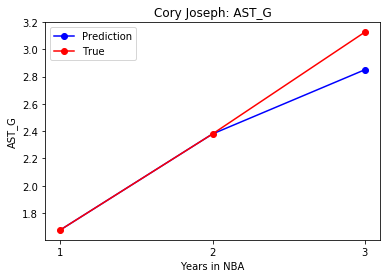 Cory Joseph: AST_G
Prediction
True
AST_G
3.2
3.0
2.8
2.6
2.4
2.2
2.0
1.8
1
2
3
Years in NBA